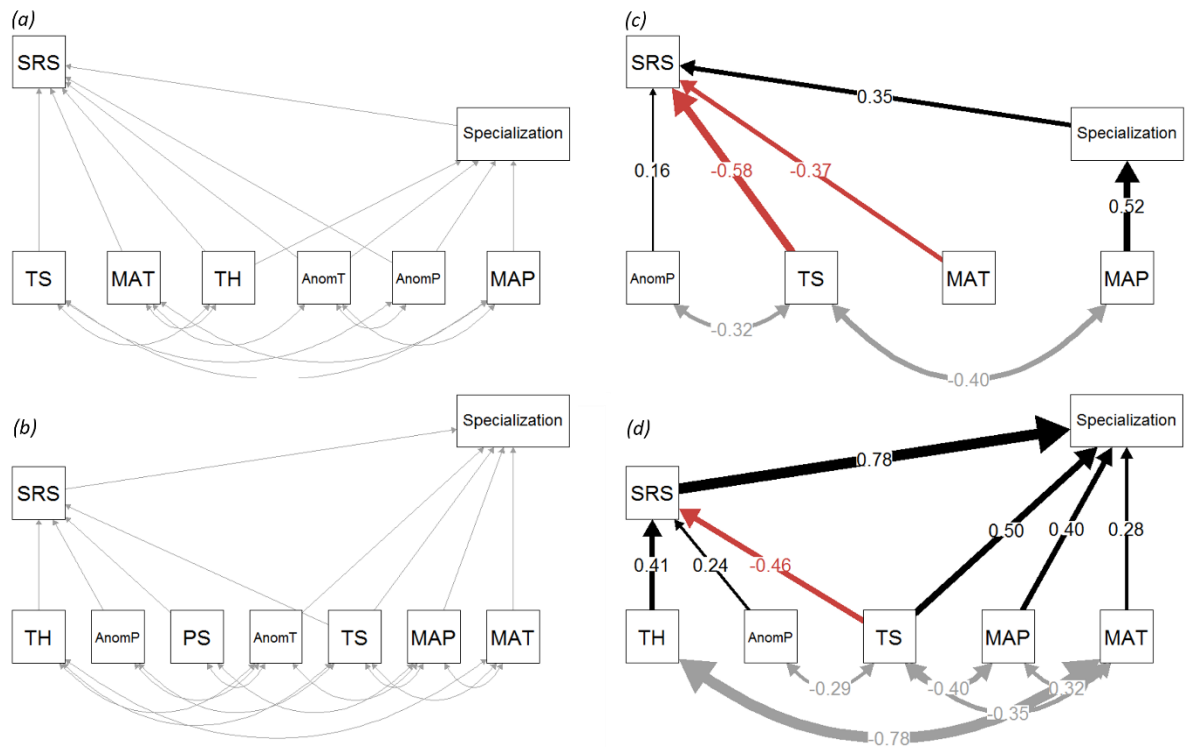 (a)
SRS
Specialization
TS MAT TH AnomT AnomP MAP
(c)
SRS
0.35
Specialization
0.16 -0.58 -0.37
0.52
AnomP TS MAT MAP
-0.32
-0.40
(b)
Specialization
SRS
TH AnomP PS AnomT TS MAP MAT
(d)
Specialization
0.78
SRS
0.41 0.24 -0.46 0.50 0.40 0.28
TH AnomP TS MAP MAT
-0.29 -0.40 0.32
-0.35
-0.78